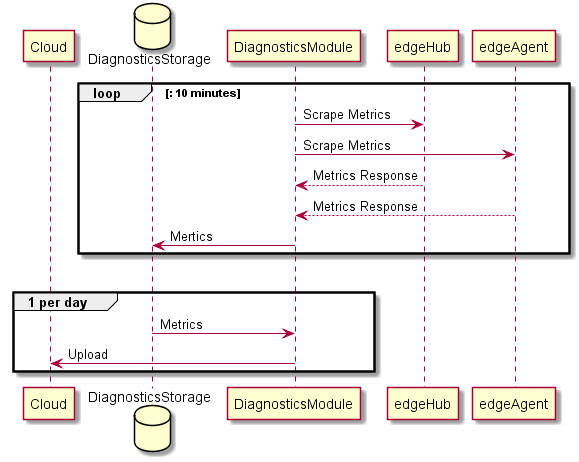 Cloud
DiagnosticsStorage
DiagnosticsModule
edgeHub
edgeAgent
loop [: 10 minutes]
Scrape Metrics
Scrape Metrics
Metrics Response
Metrics Response
Mertics
1 per day
Metrics
Upload
Cloud
DiagnosticsStorage
DiagnosticsModule
edgeHub
edgeAgent